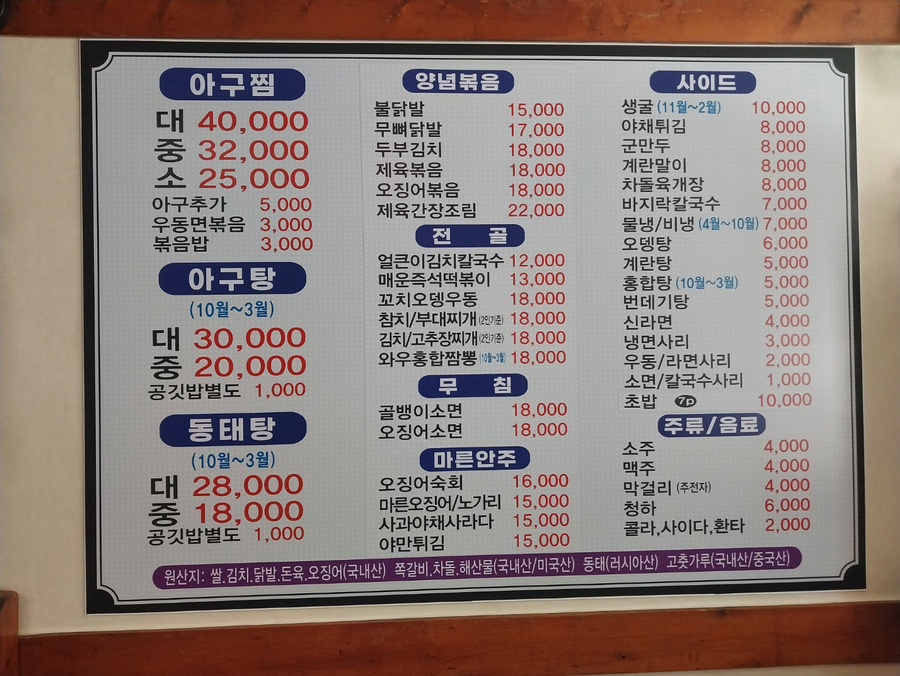 아구찜
대 40,000
중 32,000
소 25,000
아구추가 5,000
우동면볶음 3,000
볶음밥 3,000
아구탕
(10월~3월)
대 30,000
중 20,000
공깃밥별도 1,000
동태탕
(10월~3월)
대 28,000
중 18,000
공깃밥별도 1,000
양념볶음
불닭발 15,000
무뼈닭발 17,000
두부김치 18,000
제육볶음 18,000
오징어볶음 18,000
제육간장조림 22,000
전 골
얼큰이김치칼국수 12,000
매운즉석떡볶이 13,000
꼬치오뎅우동 18,000
참치/부대찌개 (2인기준) 18,000
김치/고추장찌개 (2인기준) 18,000
와우홍합짬뽕 (10월~3월) 18,000
무 침
골뱅이소면 18,000
오징어소면 18,000
마른안주
오징어숙회 16,000
마른오징어/노가리 15,000
사과야채사라다 15,000
야만튀김 15,000
사이드
생굴 (11월~2월) 10,000
야채튀김 8,000
군만두 8,000
계란말이 8,000
차돌육개장 8,000
바지락칼국수 7,000
물냉/비냉 (4월~10월) 7,000
오뎅탕 6,000
계란탕 5,000
홍합탕 (10월~3월) 5,000
번데기탕 5,000
신라면 4,000
냉면사리 3,000
우동/라면사리 2,000
소면/칼국수사리 1,000
초밥 7p 10,000
주류/음료
소주 4,000
맥주 4,000
막걸리 (주전자) 4,000
청하 6,000
콜라,사이다,환타 2,000
원산지: 쌀.김치.닭발.돈육.오징어(국내산) 쪽갈비.차돌.해산물(국내산/미국산) 동태(러시아산) 고춧가루(국내산/중국산)